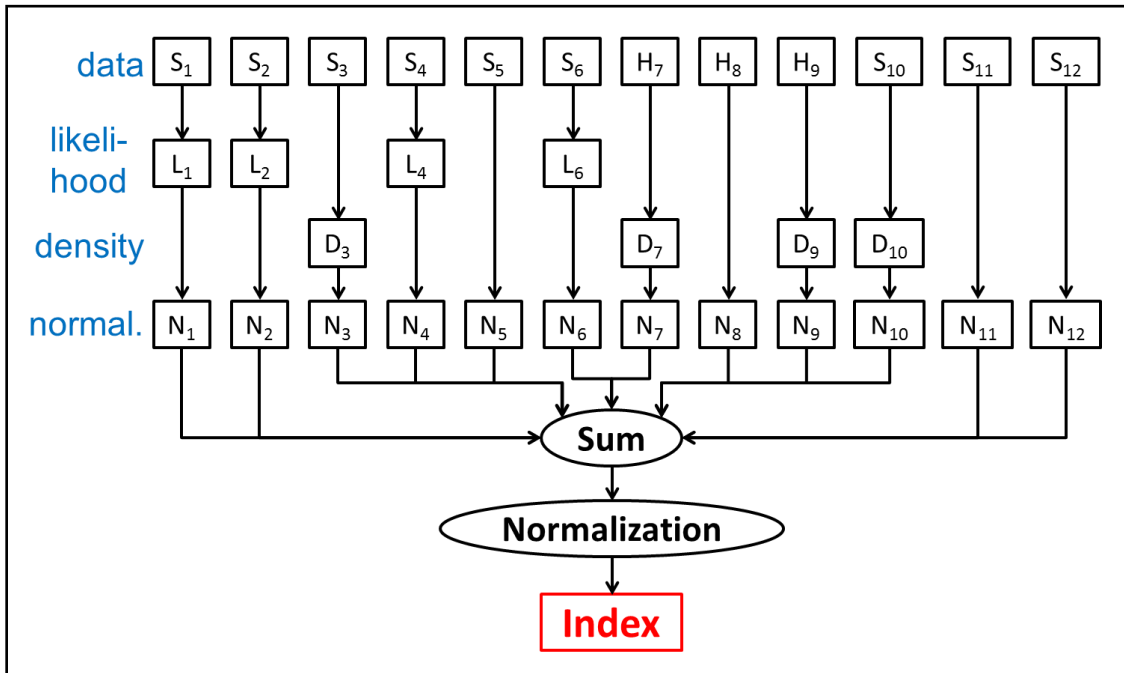 data S₁ S₂ S₃ S₄ S₅ S₆ H₇ H₈ H₉ S₁₀ S₁₁ S₁₂
likeli-
hood L₁ L₂ L₄ L₆
density D₃ D₇ D₉ D₁₀
normal. N₁ N₂ N₃ N₄ N₅ N₆ N₇ N₈ N₉ N₁₀ N₁₁ N₁₂
Sum
Normalization
Index